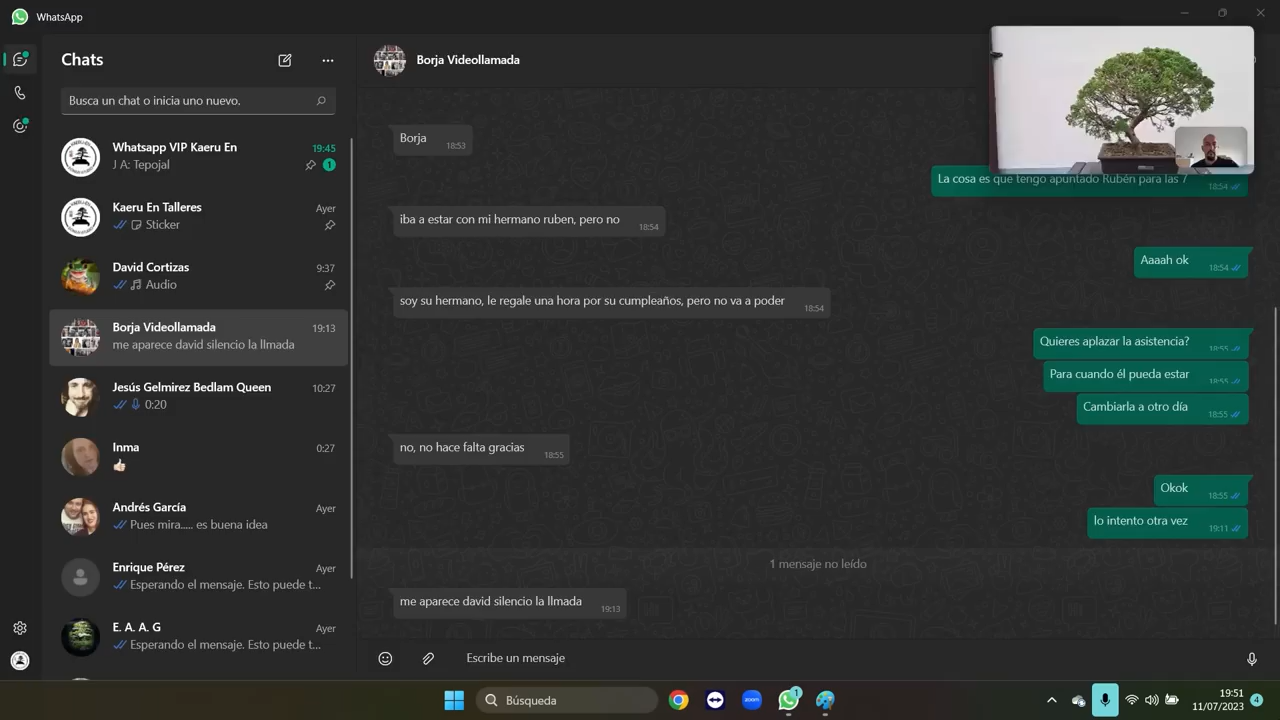 WhatsApp
Chats
Busca un chat o inicia uno nuevo.
Whatsapp VIP Kaeru En
19:45
J A: Tepojal
1
Kaeru En Talleres
Ayer
Sticker
David Cortizas
9:37
Audio
Borja Videollamada
19:13
me aparece david silencio la llmada
Jesús Gelmirez Bedlam Queen
10:27
0:20
Inma
0:27
Andrés García
Ayer
Pues mira..... es buena idea
Enrique Pérez
Ayer
Esperando el mensaje. Esto puede t...
E. A. A. G
Ayer
Esperando el mensaje. Esto puede t...
Borja Videollamada
Borja
18:53
La cosa es que tengo apuntado Rubén para las 7
18:54
iba a estar con mi hermano ruben, pero no
18:54
Aaaah ok
18:54
soy su hermano, le regale una hora por su cumpleaños, pero no va a poder
18:54
Quieres aplazar la asistencia?
18:55
Para cuando él pueda estar
18:55
Cambiarla a otro día
18:55
no, no hace falta gracias
18:55
Okok
18:55
lo intento otra vez
19:11
1 mensaje no leído
me aparece david silencio la llmada
19:13
Escribe un mensaje
Búsqueda
zoom
1
19:51
11/07/2023
4